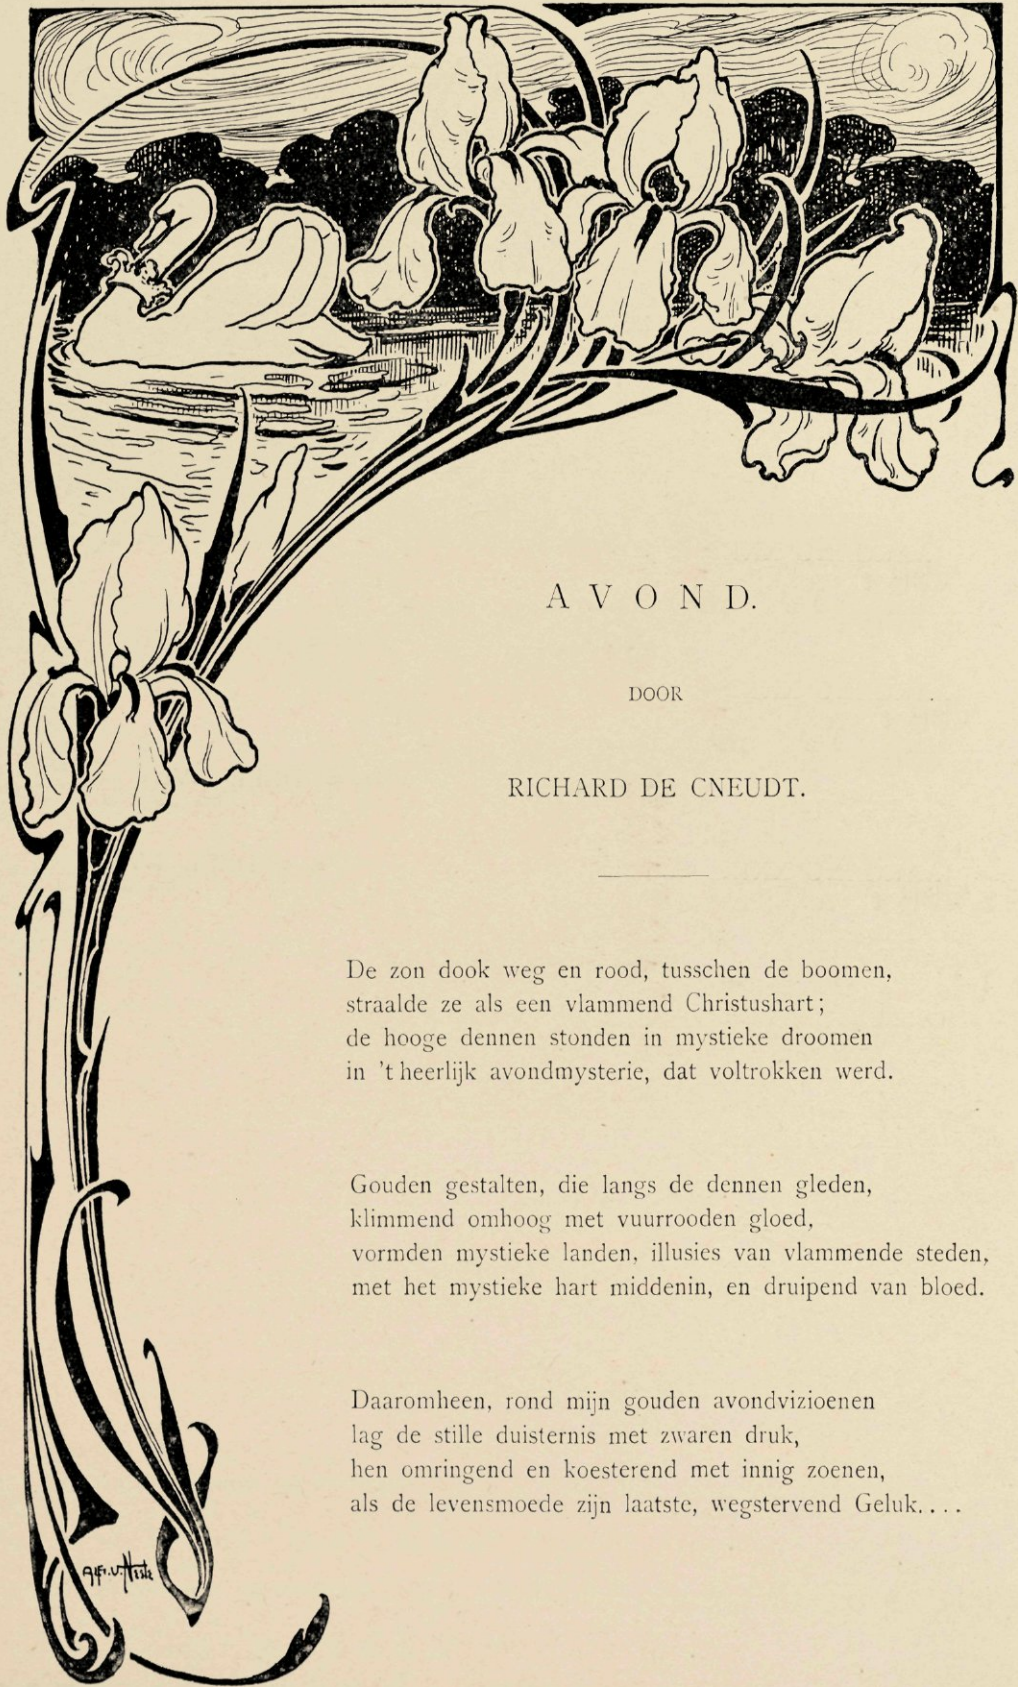 AVOND.
DOOR
RICHARD DE CNEUDT.
De zon dook weg en rood, tusschen de boomen,
straalde ze als een vlammend Christushart;
de hooge dennen stonden in mystieke droomen
in 't heerlijk avondmysterie, dat voltrokken werd.
Gouden gestalten, die langs de dennen gleden,
klimmend omhoog met vuurrooden gloed,
vormden mystieke landen, illusies van vlammende steden,
met het mystieke hart middenin, en druipend van bloed.
Daaromheen, rond mijn gouden avondvizioenen
lag de stille duisternis met zwaren druk,
hen omringend en koesterend met innig zoenen,
als de levensmoede zijn laatste, wegstervend Geluk....
Alfr. V. Neste